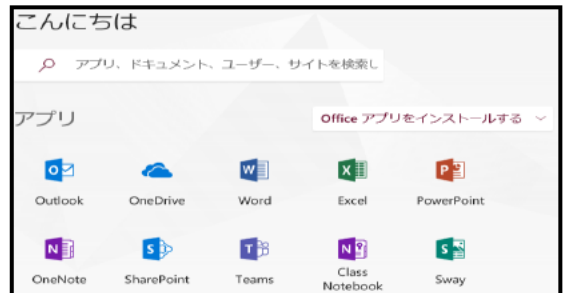 こんにちは
アプリ、ドキュメント、ユーザー、サイトを検索し
アプリ
Office アプリをインストールする
Outlook
OneDrive
Word
Excel
PowerPoint
OneNote
SharePoint
Teams
Class
Notebook
Sway